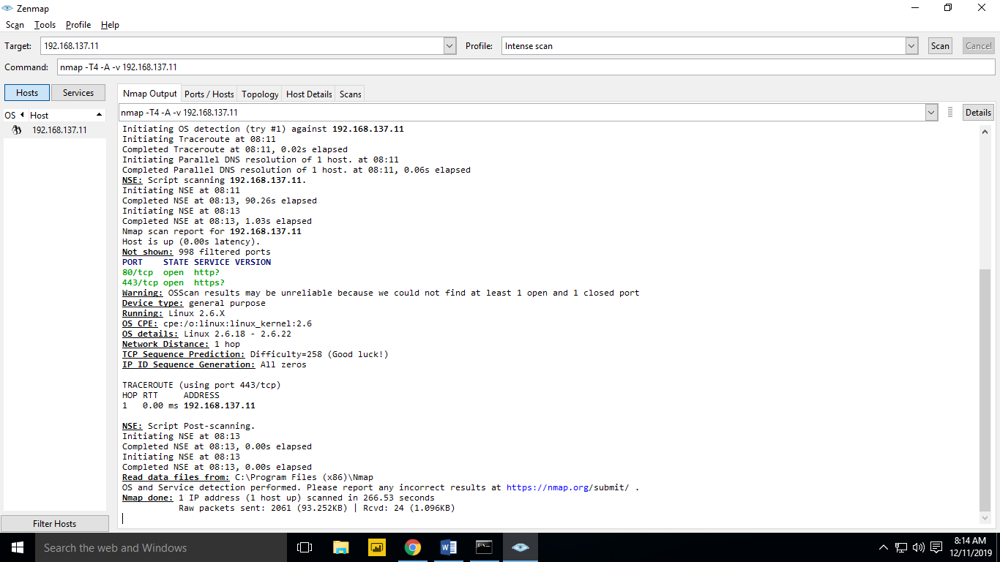 Zenmap
Scan Tools Profile Help
Target: 192.168.137.11 Profile: Intense scan Scan Cancel
Command: nmap -T4 -A -v 192.168.137.11
Hosts Services
Nmap Output Ports / Hosts Topology Host Details Scans
OS Host
192.168.137.11
nmap -T4 -A -v 192.168.137.11 Details
Initiating OS detection (try #1) against 192.168.137.11
Initiating Traceroute at 08:11
Completed Traceroute at 08:11, 0.02s elapsed
Initiating Parallel DNS resolution of 1 host. at 08:11
Completed Parallel DNS resolution of 1 host. at 08:11, 0.06s elapsed
NSE: Script scanning 192.168.137.11.
Initiating NSE at 08:11
Completed NSE at 08:13, 90.26s elapsed
Initiating NSE at 08:13
Completed NSE at 08:13, 1.03s elapsed
Nmap scan report for 192.168.137.11
Host is up (0.00s latency).
Not shown: 998 filtered ports
PORT STATE SERVICE VERSION
80/tcp open http?
443/tcp open https?
Warning: OSScan results may be unreliable because we could not find at least 1 open and 1 closed port
Device type: general purpose
Running: Linux 2.6.X
OS CPE: cpe:/o:linux:linux_kernel:2.6
OS details: Linux 2.6.18 - 2.6.22
Network Distance: 1 hop
TCP Sequence Prediction: Difficulty=258 (Good luck!)
IP ID Sequence Generation: All zeros
TRACEROUTE (using port 443/tcp)
HOP RTT ADDRESS
1 0.00 ms 192.168.137.11
NSE: Script Post-scanning.
Initiating NSE at 08:13
Completed NSE at 08:13, 0.00s elapsed
Initiating NSE at 08:13
Completed NSE at 08:13, 0.00s elapsed
Read data files from: C:\Program Files (x86)\Nmap
OS and Service detection performed. Please report any incorrect results at https://nmap.org/submit/ .
Nmap done: 1 IP address (1 host up) scanned in 266.53 seconds
Raw packets sent: 2061 (93.252KB) | Rcvd: 24 (1.096KB)
Filter Hosts
Search the web and Windows
8:14 AM
12/11/2019